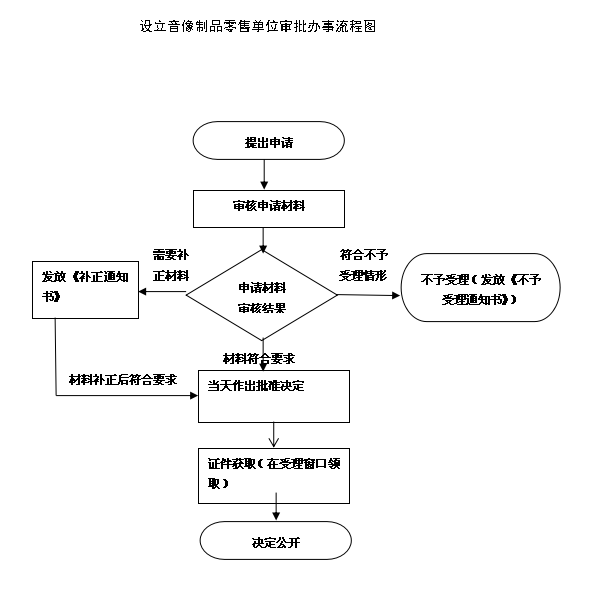 设立音像制品零售单位审批办事流程图
提出申请
审核申请材料
需要补
正材料
符合不予
受理情形
发放《补正通知
书》
申请材料
审核结果
不予受理（发放《不予
受理通知书》）
材料符合要求
材料补正后符合要求
当天作出批准决定
证件获取（在受理窗口领
取）
决定公开